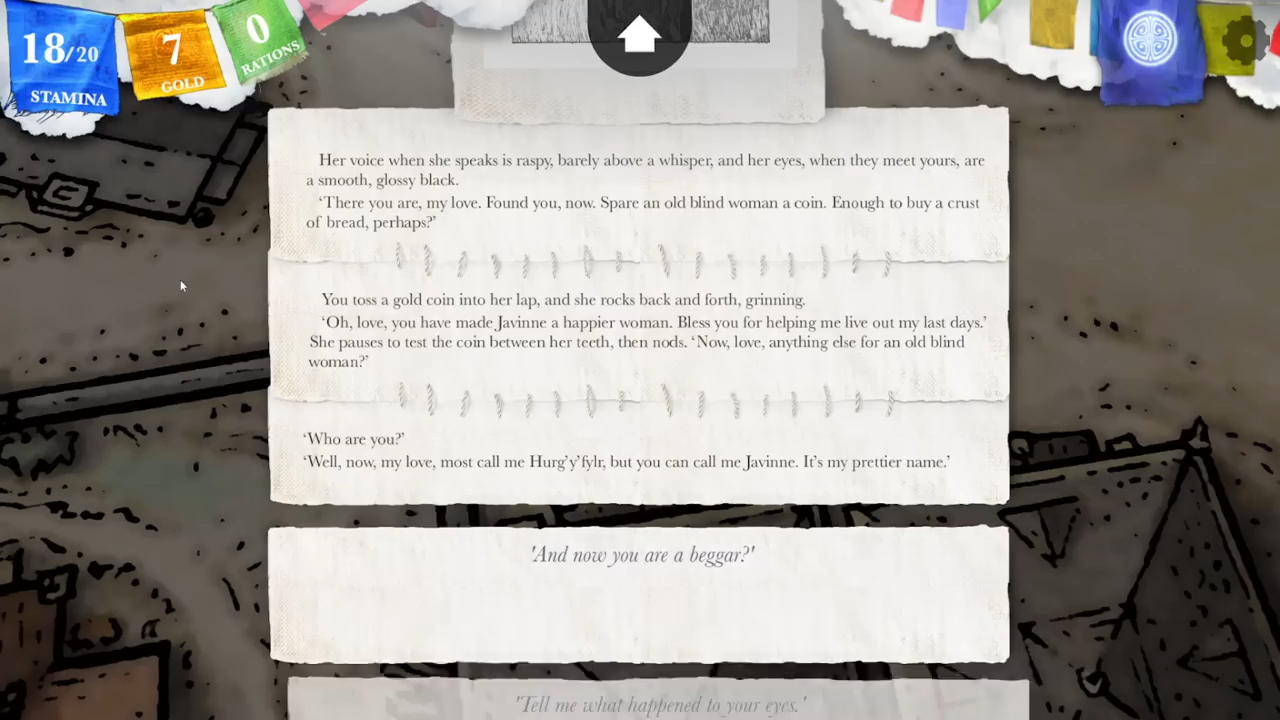 18/20
STAMINA
7
GOLD
0
RATIONS
Her voice when she speaks is raspy, barely above a whisper, and her eyes, when they meet yours, are
a smooth, glossy black.
‘There you are, my love. Found you, now. Spare an old blind woman a coin. Enough to buy a crust
of bread, perhaps?’
You toss a gold coin into her lap, and she rocks back and forth, grinning.
‘Oh, love, you have made Javinne a happier woman. Bless you for helping me live out my last days.’
She pauses to test the coin between her teeth, then nods. ‘Now, love, anything else for an old blind
woman?’
‘Who are you?’
‘Well, now, my love, most call me Hurg’y’fylr, but you can call me Javinne. It’s my prettier name.’
'And now you are a beggar?'
'Tell me what happened to your eyes.'